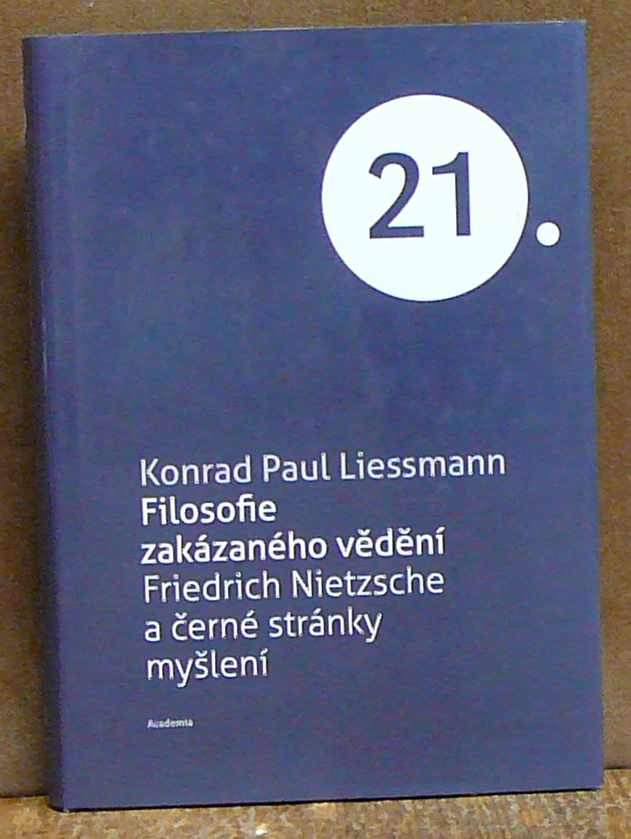 21.
Konrad Paul Liessmann
Filosofie
zakázaného vědění
Friedrich Nietzsche
a černé stránky
myšlení
Academia